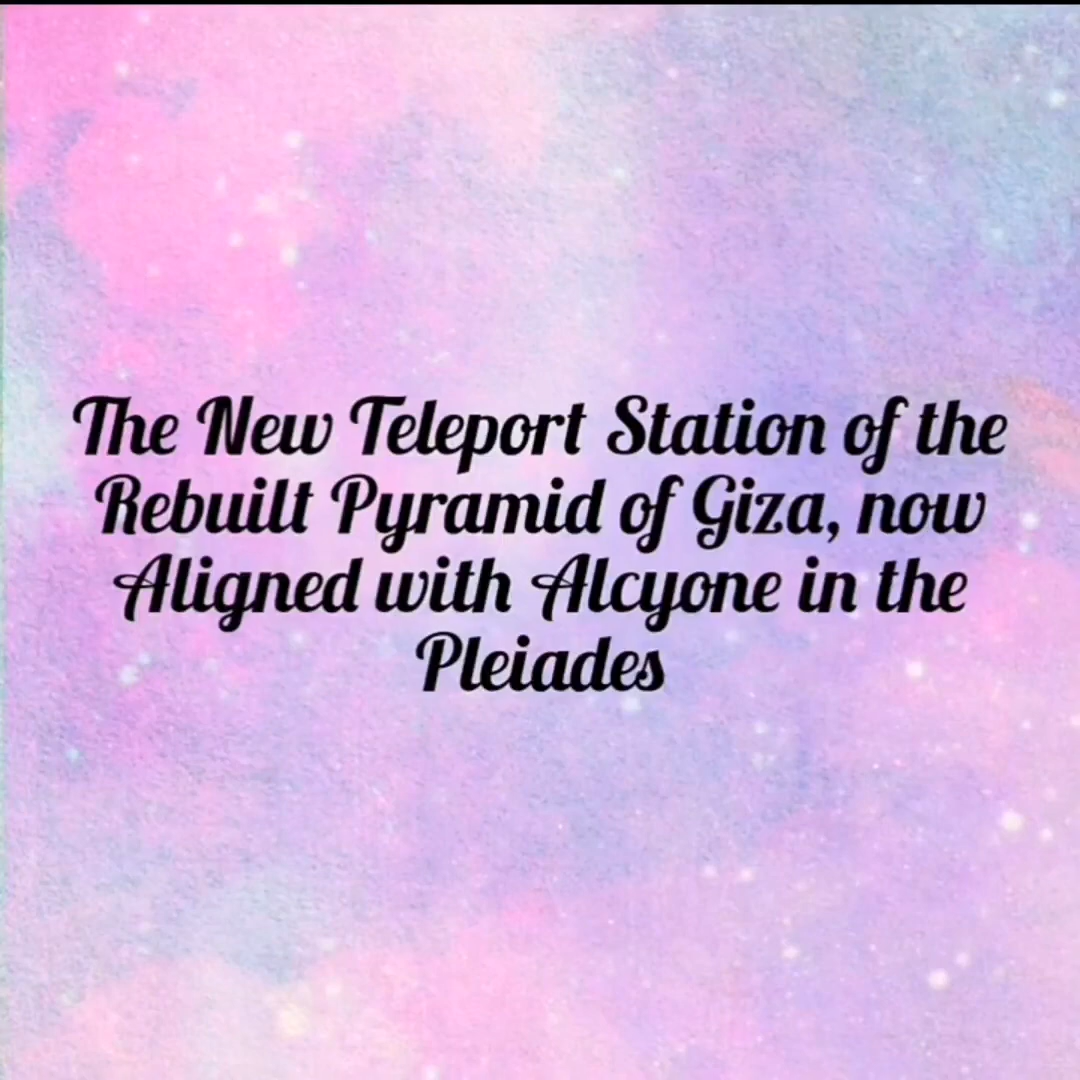 The New Teleport Station of the
Rebuilt Pyramid of Giza, now
Aligned with Alcyone in the
Pleiades